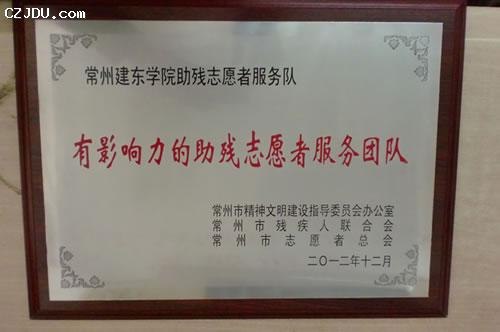 CZJDU.com
常州建东学院助残志愿者服务队
有影响力的助残志愿者服务团队
常州市精神文明建设指导委员会办公室
常州市残疾人联合会
常州市志愿者总会
二〇一二年十二月